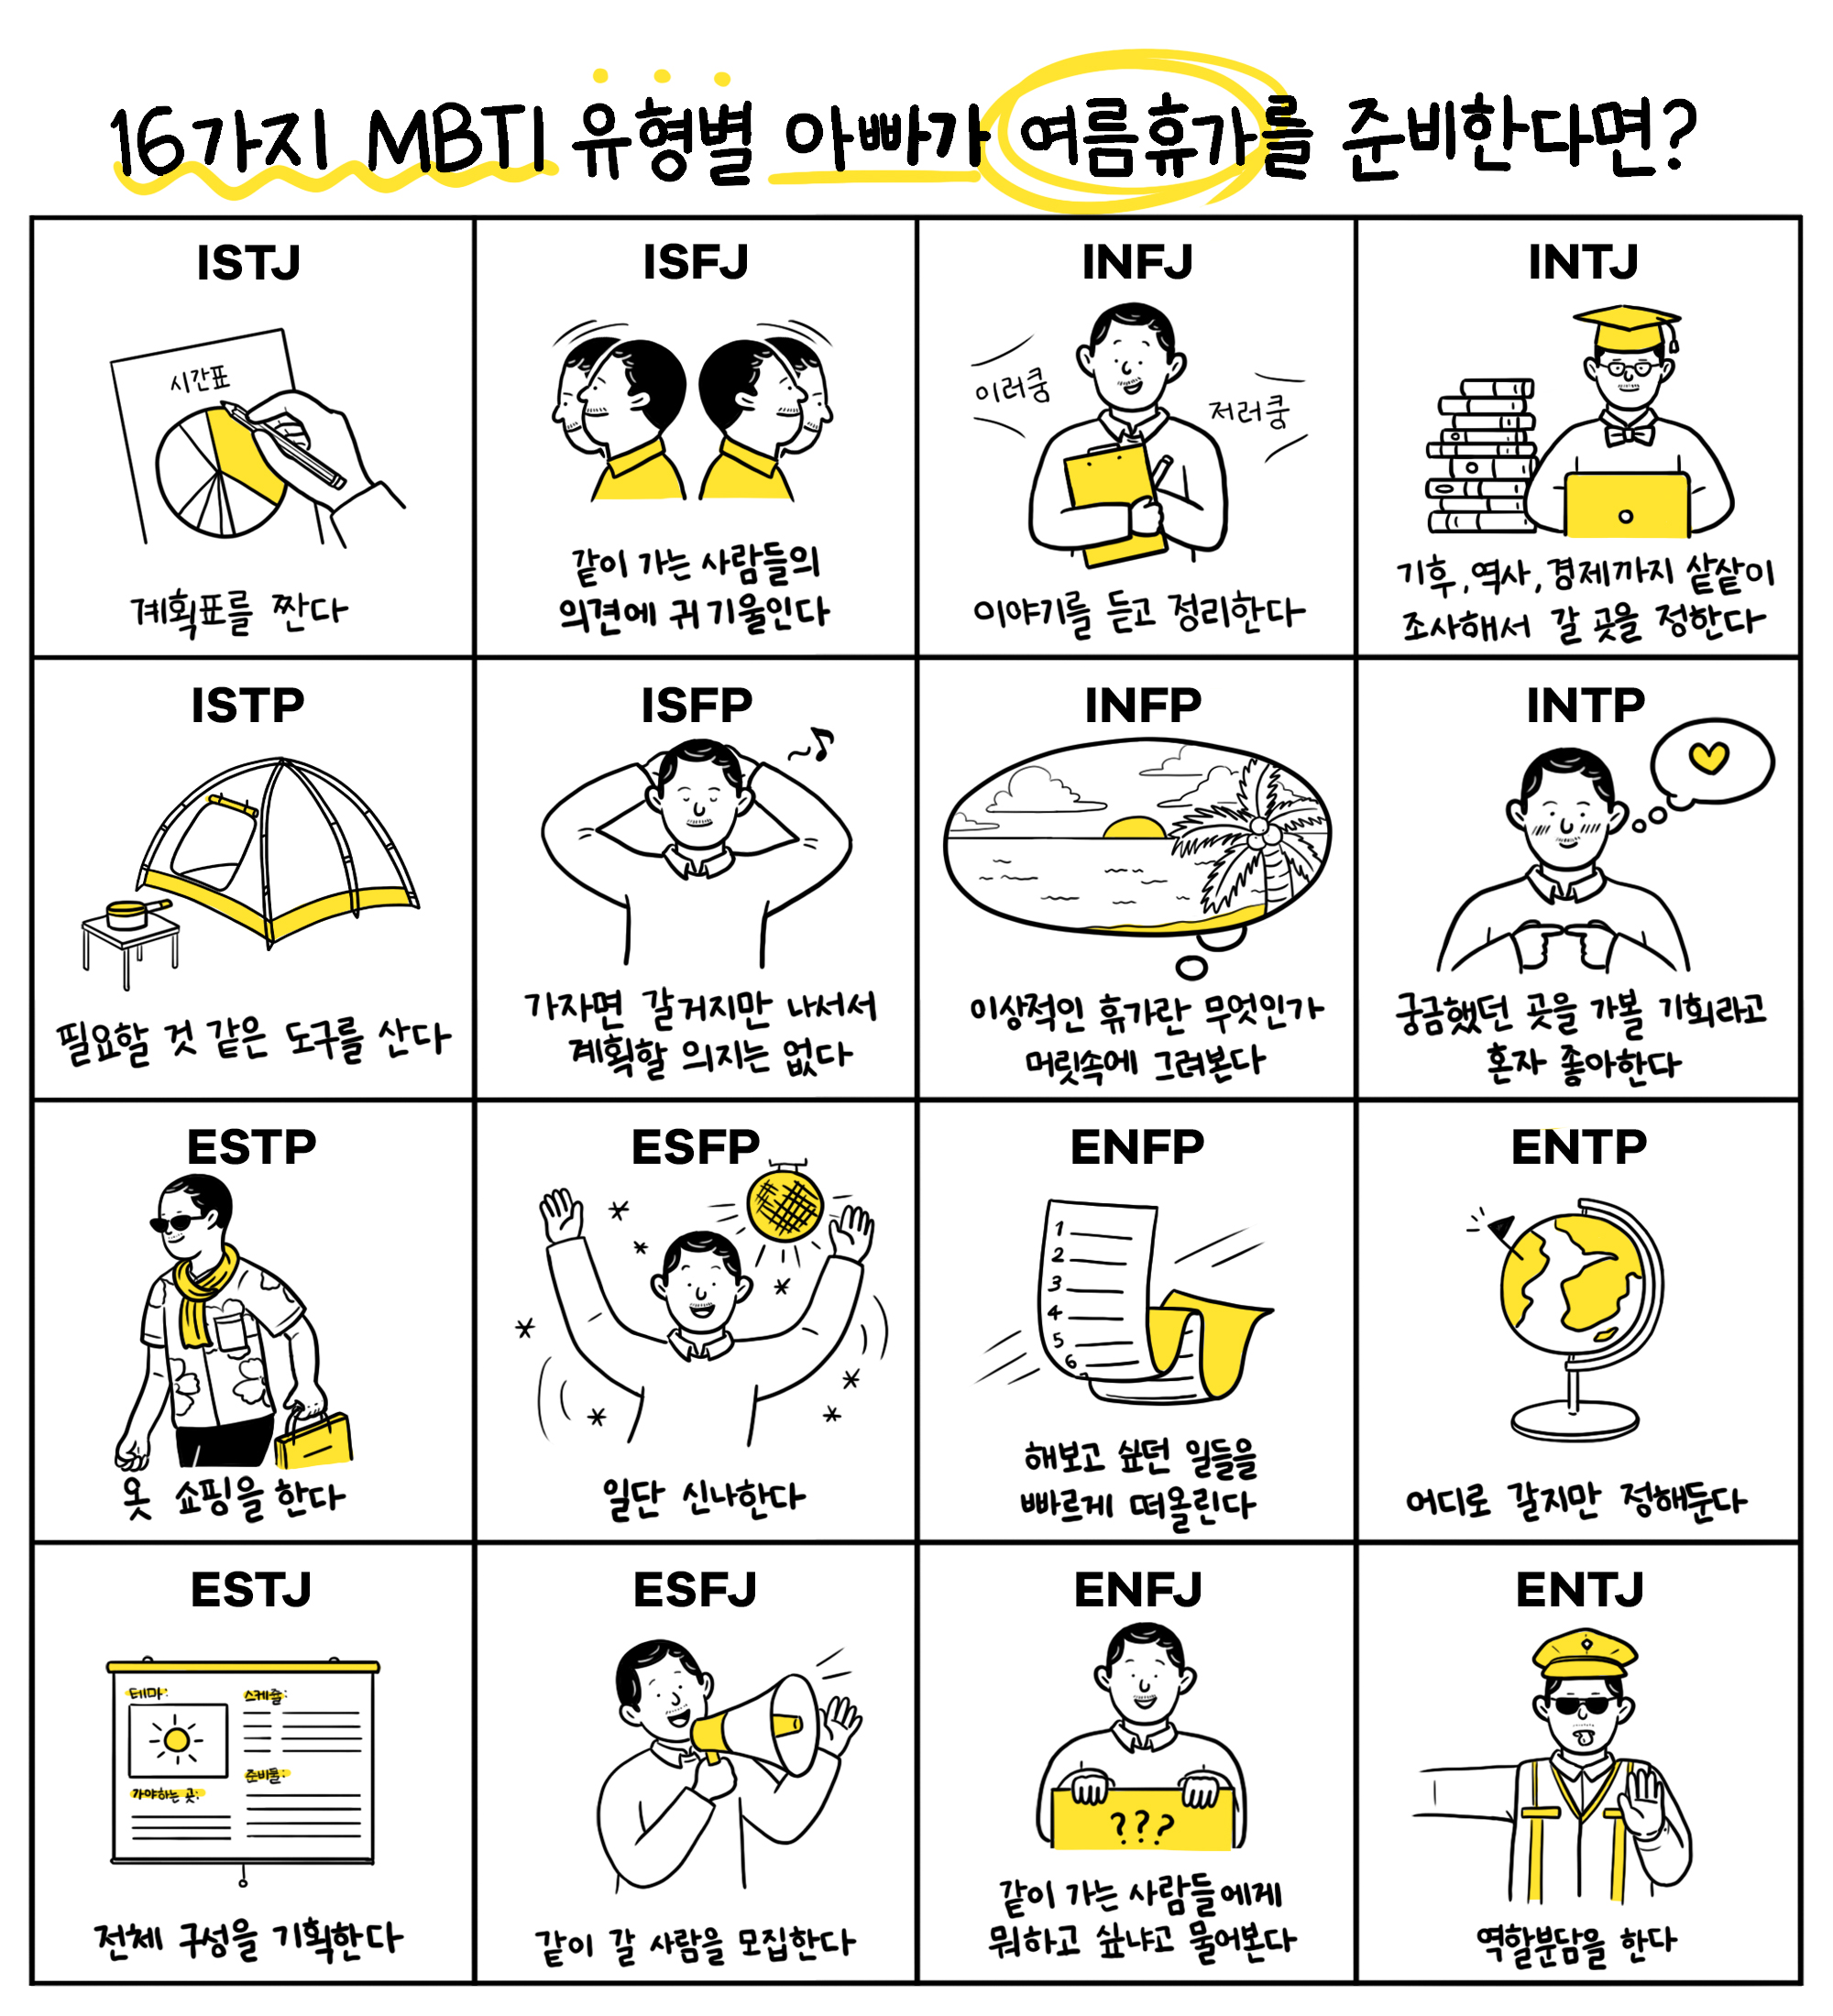 16가지 MBTI 유형별 아빠가 여름휴가를 준비한다면?
ISTJ
시간표
계획표를 짠다
ISFJ
같이 가는 사람들의
의견에 귀 기울인다
INFJ
이러쿵
저러쿵
이야기를 듣고 정리한다
INTJ
기후, 역사, 경제까지 샅샅이
조사해서 갈 곳을 정한다
ISTP
필요할 것 같은 도구를 산다
ISFP
가자면 갈거지만 나서서
계획할 의지는 없다
INFP
이상적인 휴가란 무엇인가
머릿속에 그려본다
INTP
궁금했던 곳을 가볼 기회라고
혼자 좋아한다
ESTP
옷 쇼핑을 한다
ESFP
일단 신나한다
ENFP
1
2
3
4
5
6
7
해보고 싶던 일들을
빠르게 떠올린다
ENTP
어디로 갈지만 정해둔다
ESTJ
테마:
스케쥴:
가야하는 곳:
준비물:
전체 구성을 기획한다
ESFJ
같이 갈 사람을 모집한다
ENFJ
???
같이 가는 사람들에게
뭐하고 싶냐고 물어본다
ENTJ
역할분담을 한다